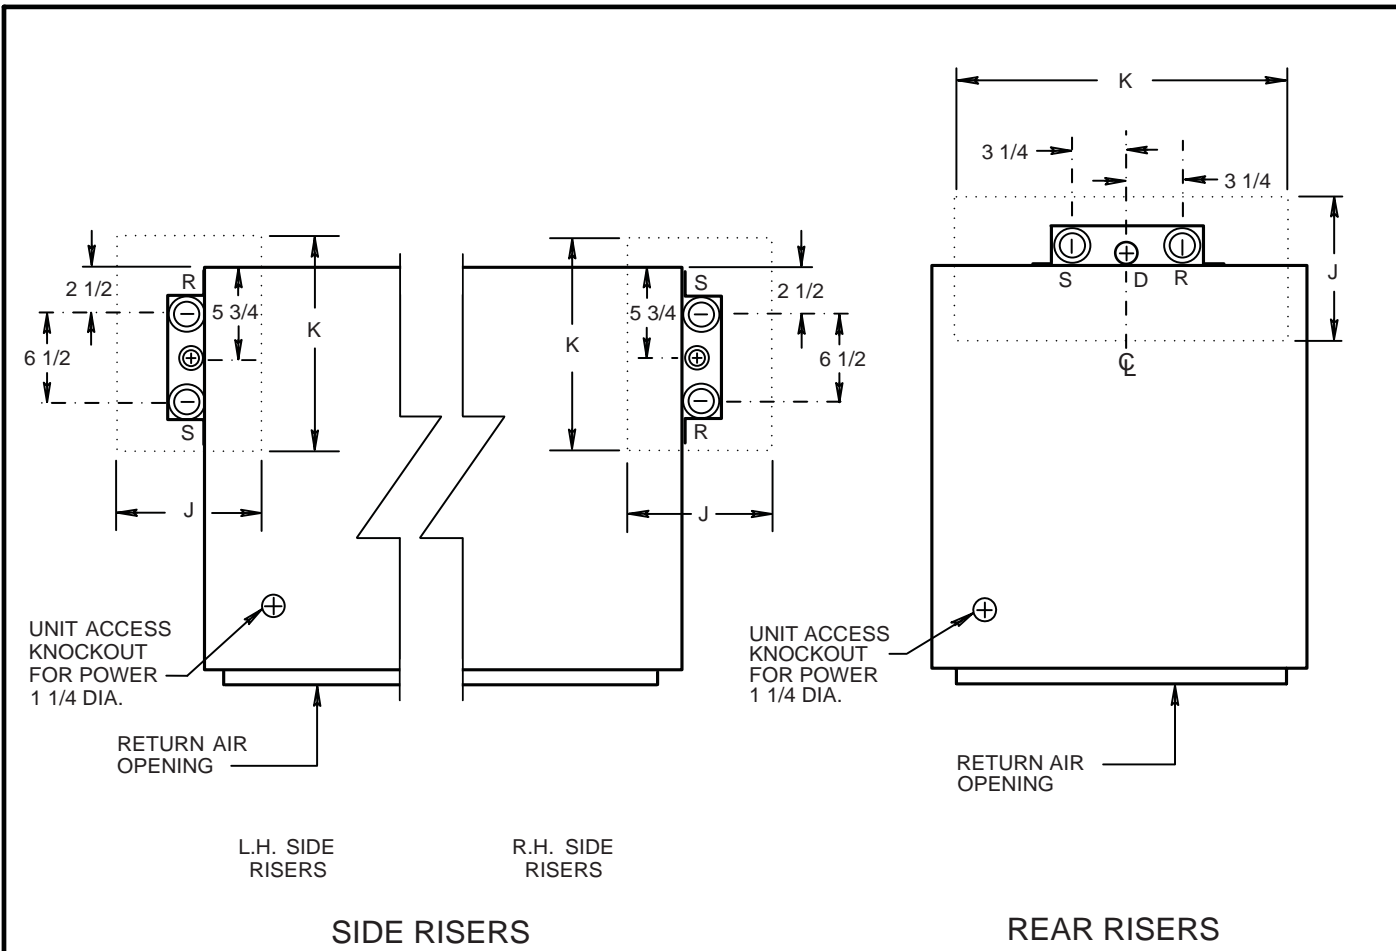 K
3 1/4
3 1/4
J
S D R
C L
R
2 1/2
5 3/4
K
6 1/2
S
J
S
5 3/4
2 1/2
K
6 1/2
R
J
UNIT ACCESS
KNOCKOUT
FOR POWER
1 1/4 DIA.
RETURN AIR
OPENING
UNIT ACCESS
KNOCKOUT
FOR POWER
1 1/4 DIA.
RETURN AIR
OPENING
L.H. SIDE
RISERS
R.H. SIDE
RISERS
SIDE RISERS
REAR RISERS